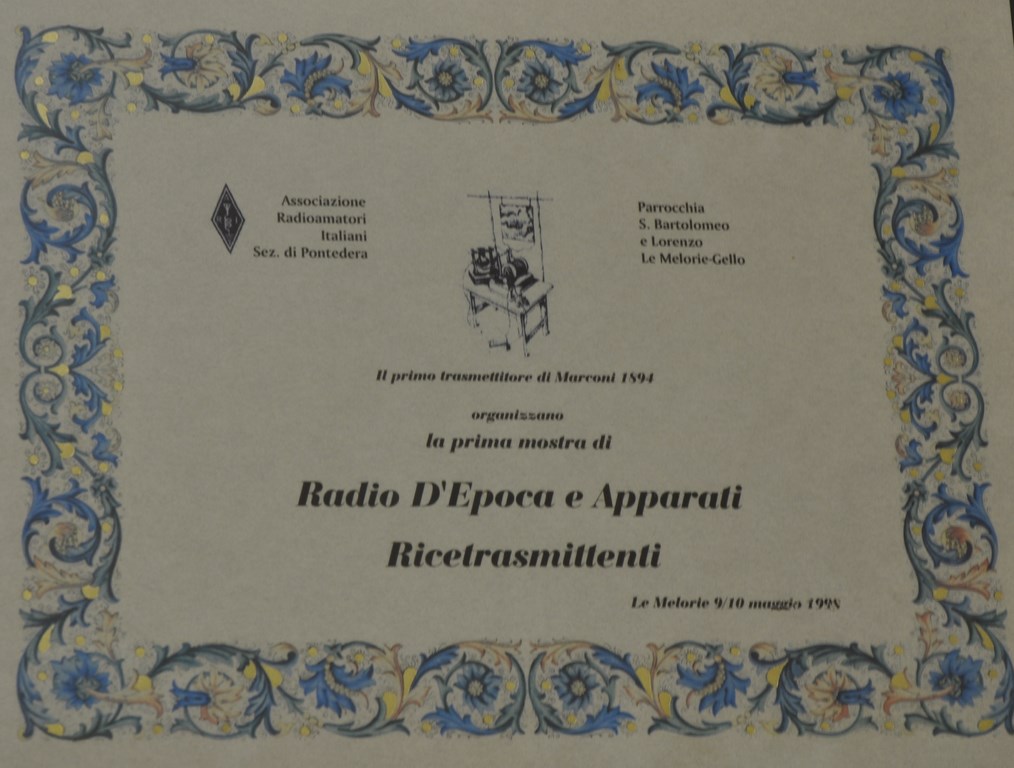 Associazione
Radioamatori
Italiani
Sez. di Pontedera
Parrocchia
S. Bartolomeo
e Lorenzo
Le Melorie-Gello
Il primo trasmettitore di Marconi 1894
organizzano
la prima mostra di
Radio D'Epoca e Apparati
Ricetrasmittenti
Le Melorie 9/10 maggio 1998